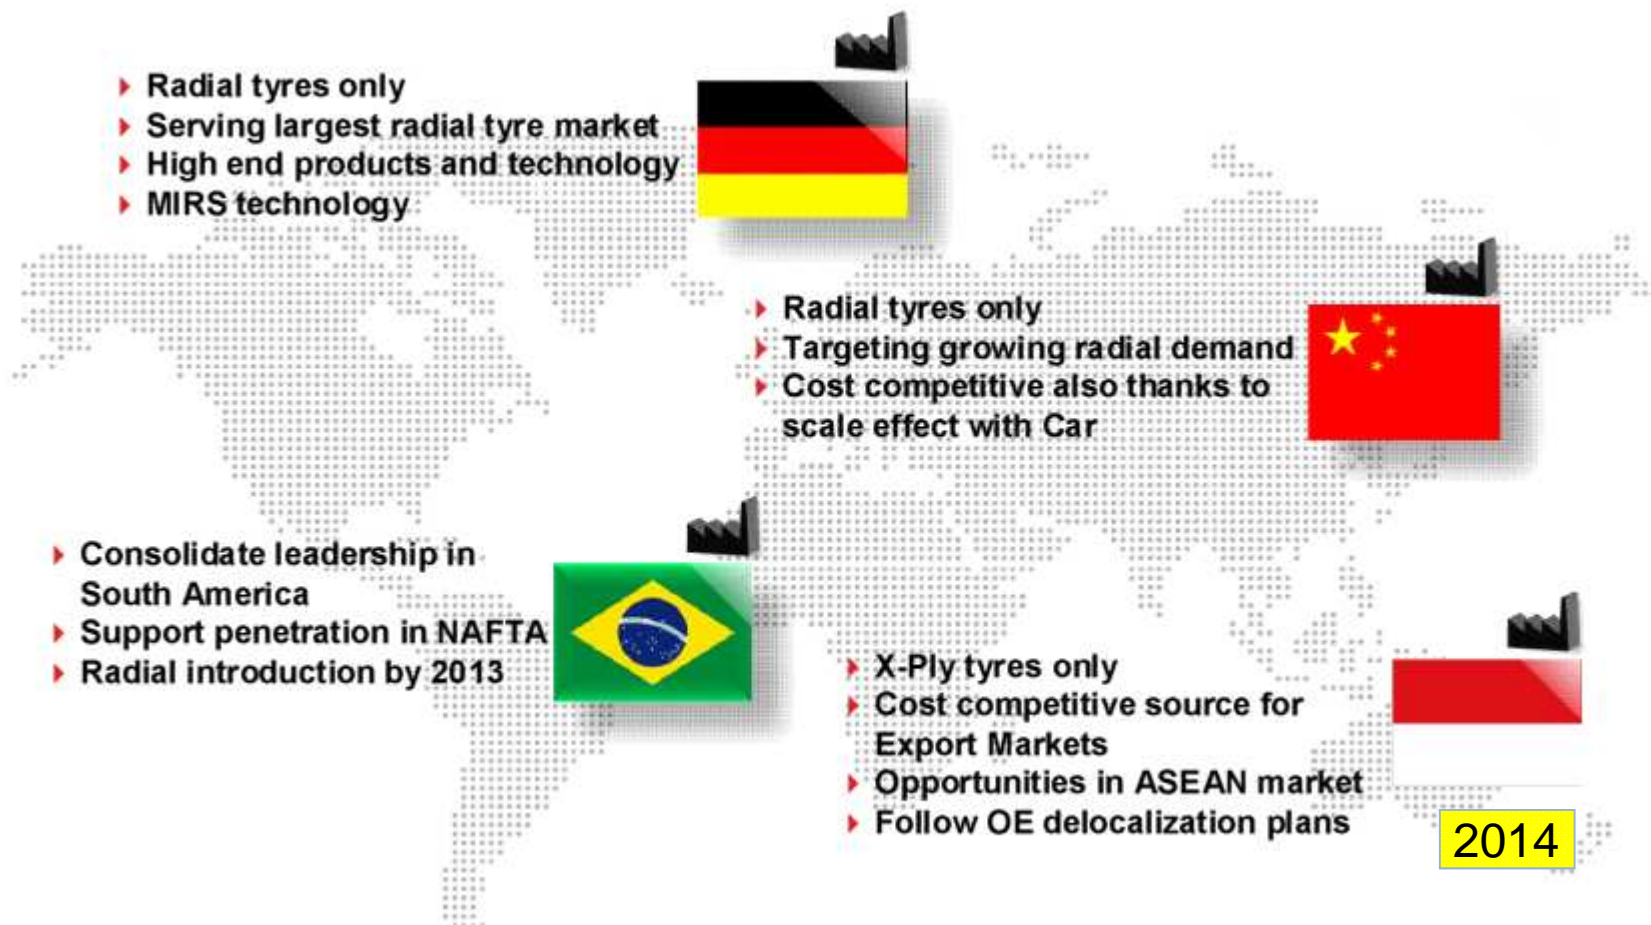 Radial tyres only
Serving largest radial tyre market
High end products and technology
MIRS technology
Radial tyres only
Targeting growing radial demand
Cost competitive also thanks to
scale effect with Car
Consolidate leadership in
South America
Support penetration in NAFTA
Radial introduction by 2013
X-Ply tyres only
Cost competitive source for
Export Markets
Opportunities in ASEAN market
Follow OE delocalization plans
2014